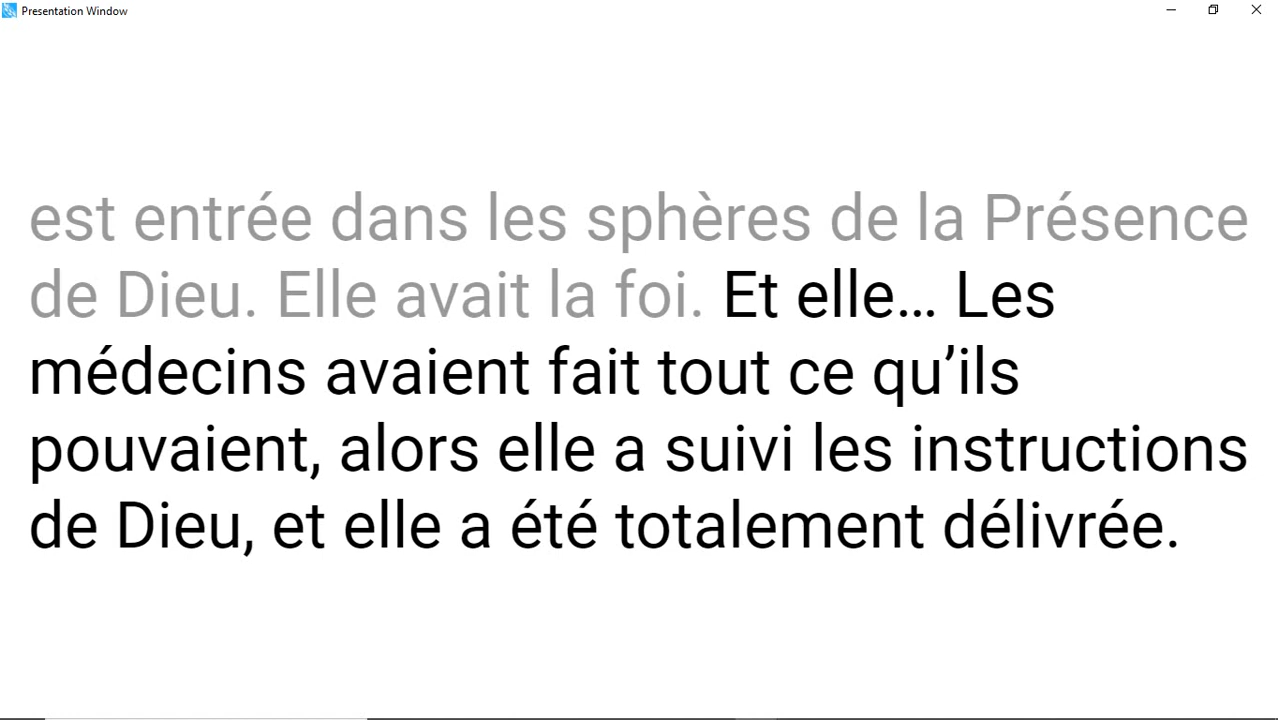 Presentation Window
est entrée dans les sphères de la Présence
de Dieu. Elle avait la foi. Et elle… Les
médecins avaient fait tout ce qu’ils
pouvaient, alors elle a suivi les instructions
de Dieu, et elle a été totalement délivrée.